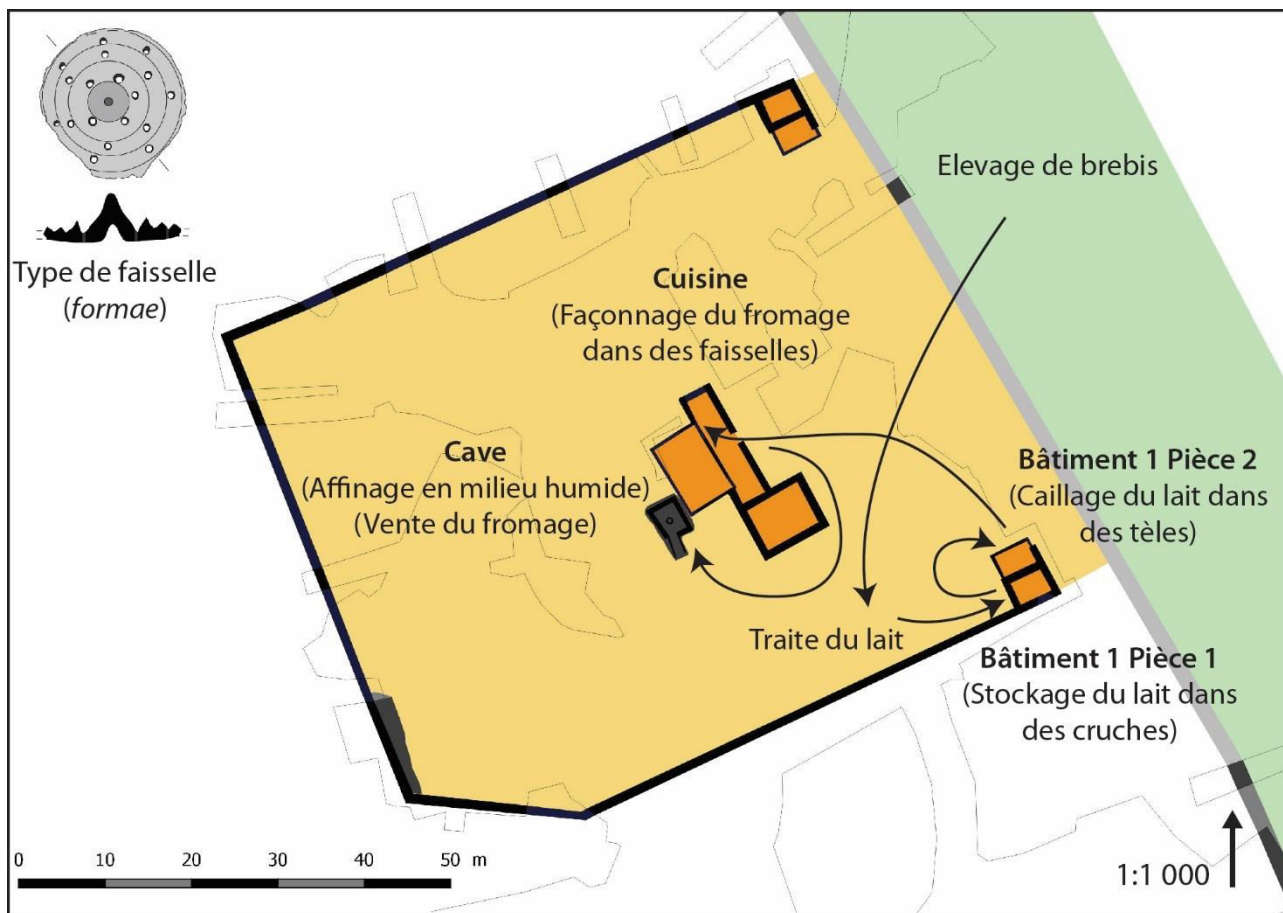 Type de faisselle
(formae)
Elevage de brebis
Cuisine
(Façonnage du fromage
dans des faisselles)
Cave
(Affinage en milieu humide)
(Vente du fromage)
Bâtiment 1 Pièce 2
(Caillage du lait dans
des tèles)
Traite du lait
Bâtiment 1 Pièce 1
(Stockage du lait dans
des cruches)
0 10 20 30 40 50 m
1:1 000